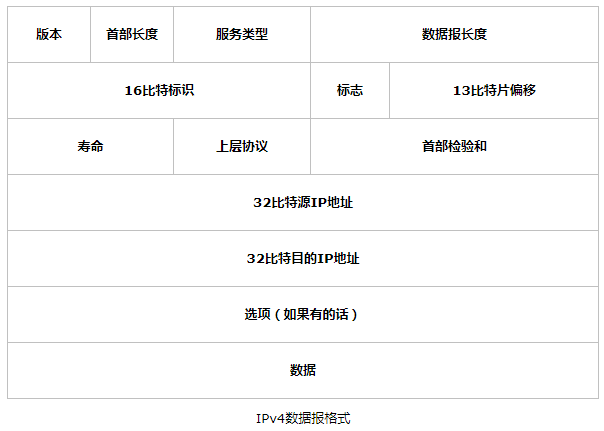 版本 首部长度 服务类型 数据报长度
16比特标识 标志 13比特片偏移
寿命 上层协议 首部检验和
32比特源IP地址
32比特目的IP地址
选项（如果有的话）
数据
IPv4数据报格式